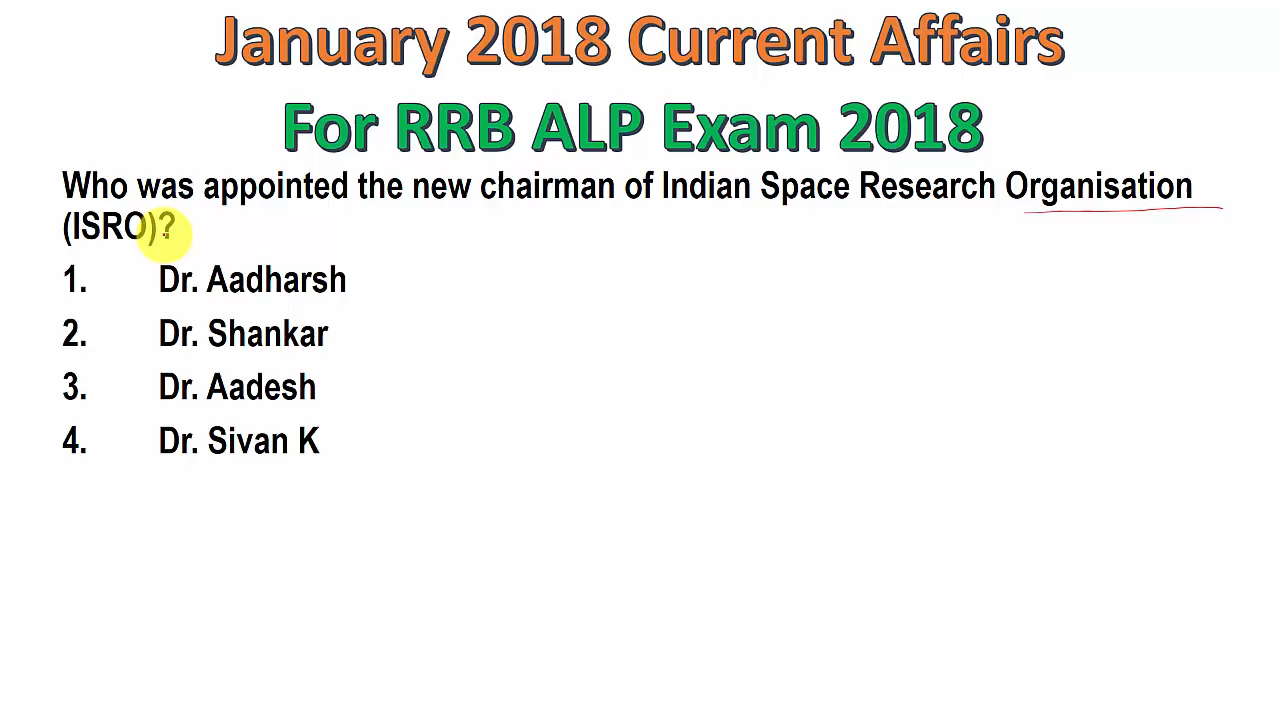 January 2018 Current Affairs
For RRB ALP Exam 2018
Who was appointed the new chairman of Indian Space Research Organisation
(ISRO)?
1. Dr. Aadharsh
2. Dr. Shankar
3. Dr. Aadesh
4. Dr. Sivan K